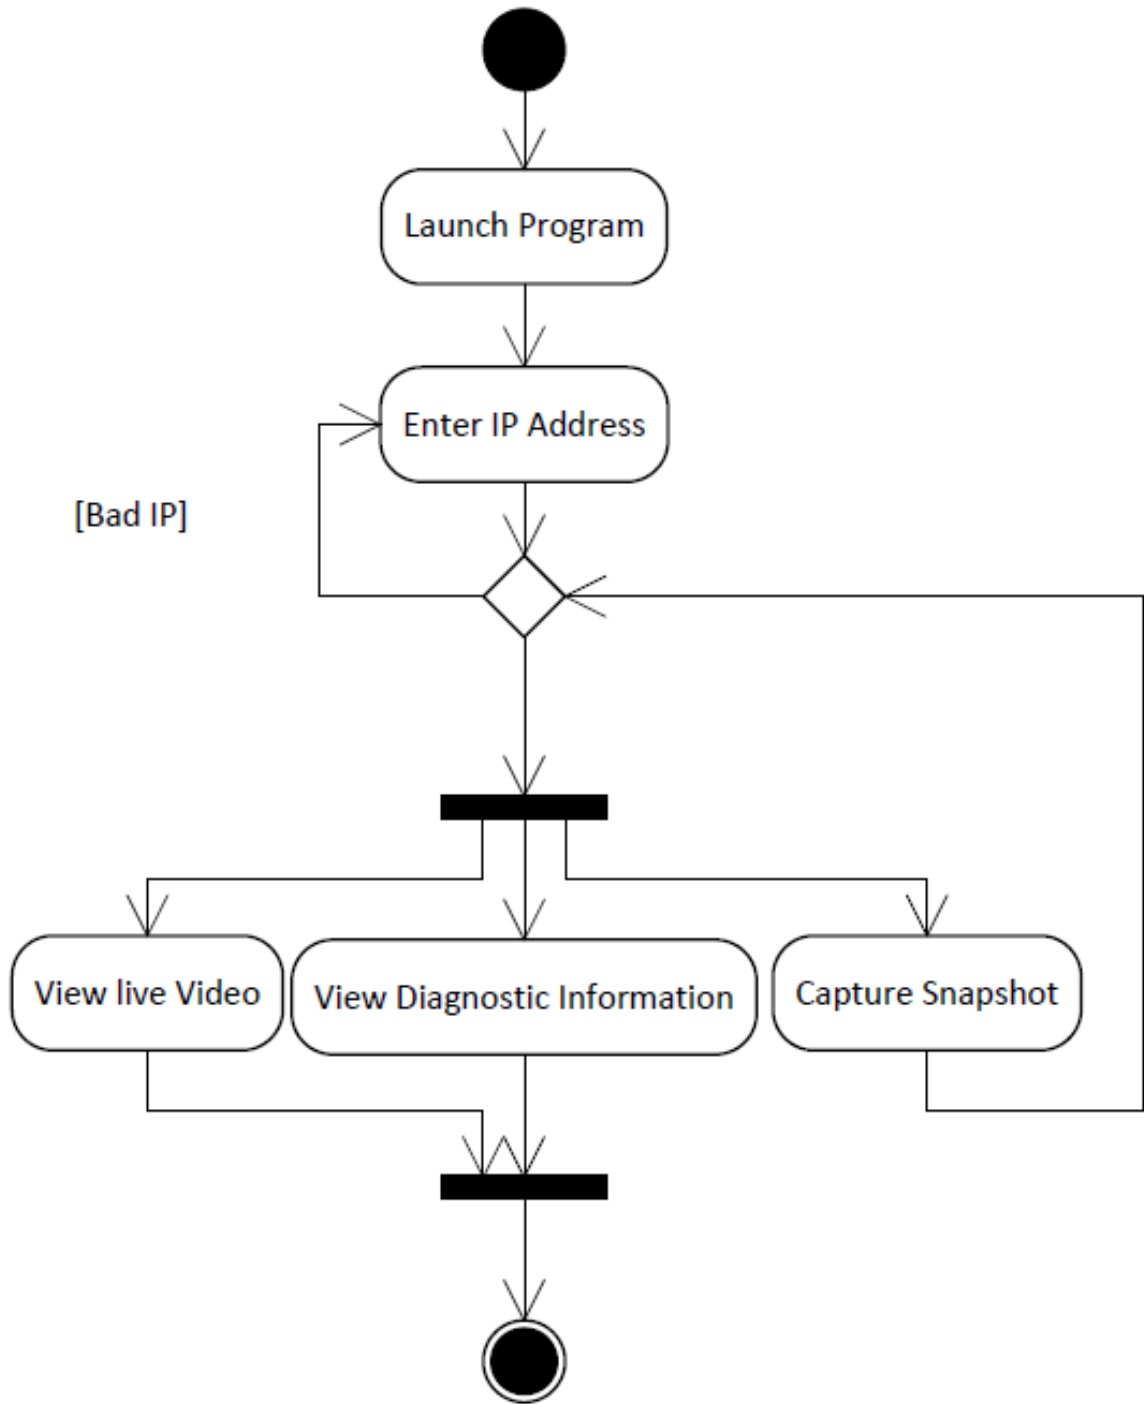 Launch Program
Enter IP Address
[Bad IP]
View live Video
View Diagnostic Information
Capture Snapshot